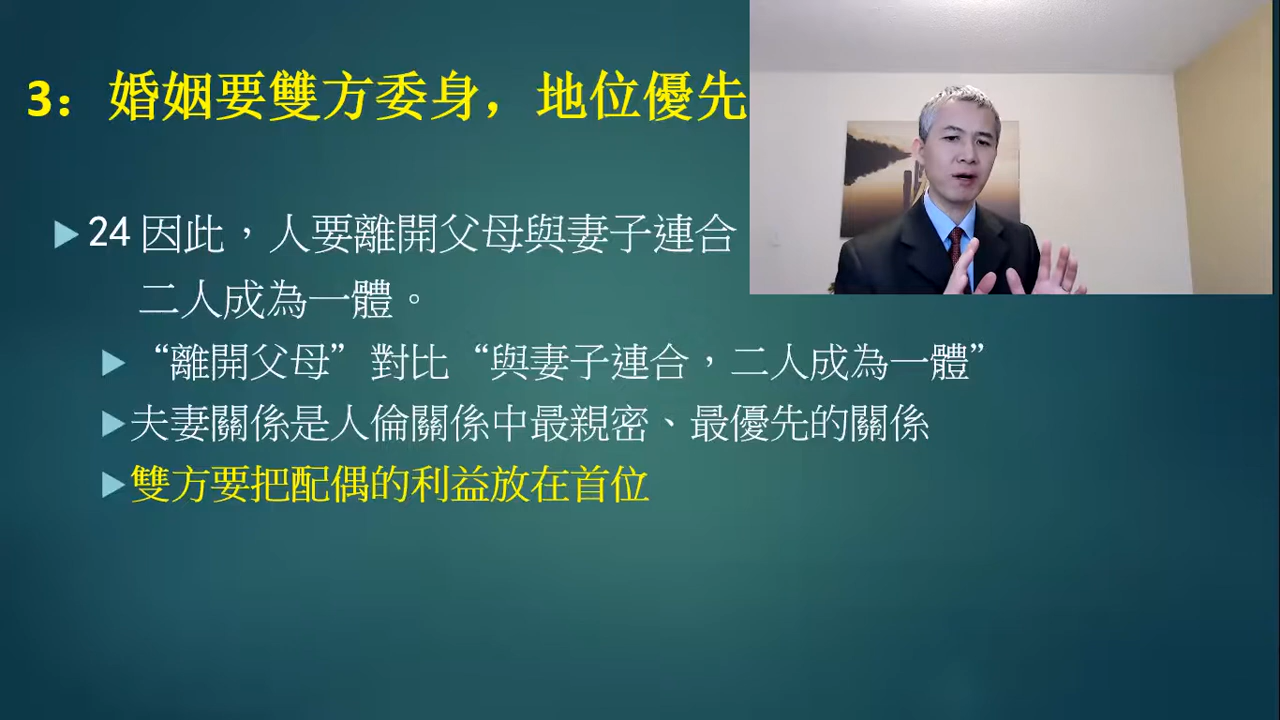 3：婚姻要雙方委身，地位優先
24 因此，人要離開父母與妻子連合
二人成為一體。
“離開父母”對比“與妻子連合，二人成為一體”
夫妻關係是人倫關係中最親密、最優先的關係
雙方要把配偶的利益放在首位